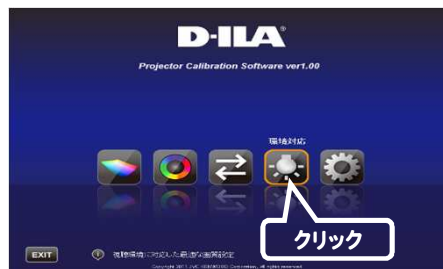 D-ILA®
Projector Calibration Software ver1.00
環境対応
クリック
EXIT
視聴環境に対応した最適な画質設定